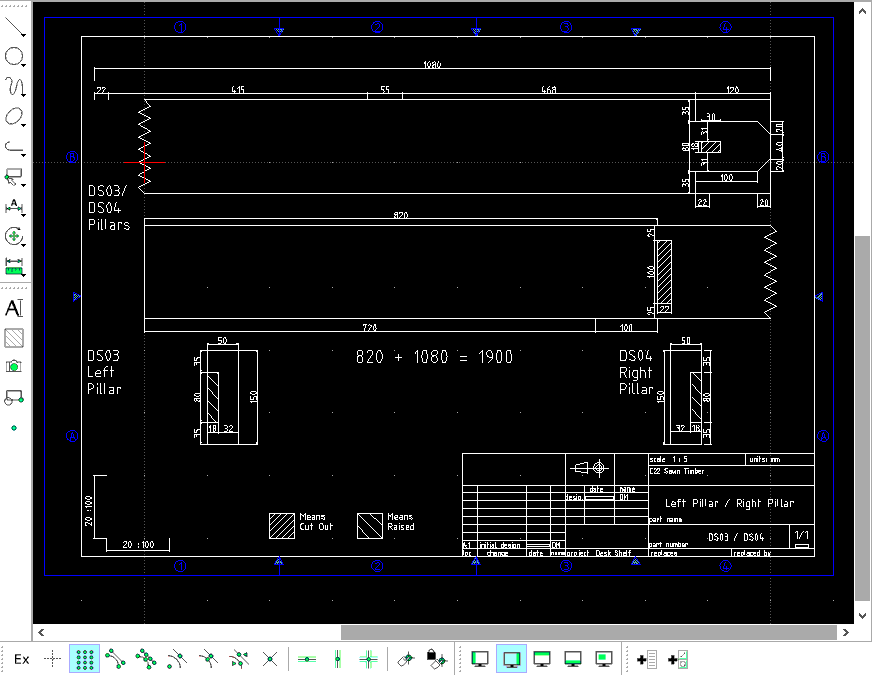 1 2 3 4
1080
22 415 55 468 120
35
30
31
20
B
80
18
40
B
31
20
35
100
22 20
DS03/
DS04
Pillars
820
25
100
22
25
720 100
DS03
Left
Pillar
50
35
80
150
35
18 32
820 + 1080 = 1900
DS04
Right
Pillar
50
35
150
80
35
32 18
A
A
scale 1 : 5 units: mm
C22 Sawn Timber
date name
design. DM
Left Pillar / Right Pillar
part name
20 :100
20 :100
Means
Cut Out
Means
Raised
DS03 / DS04
1/1
part number
A1 initial design DM
change date name project Desk Shelf replaces replaced by
1 2 3 4
A
Ex